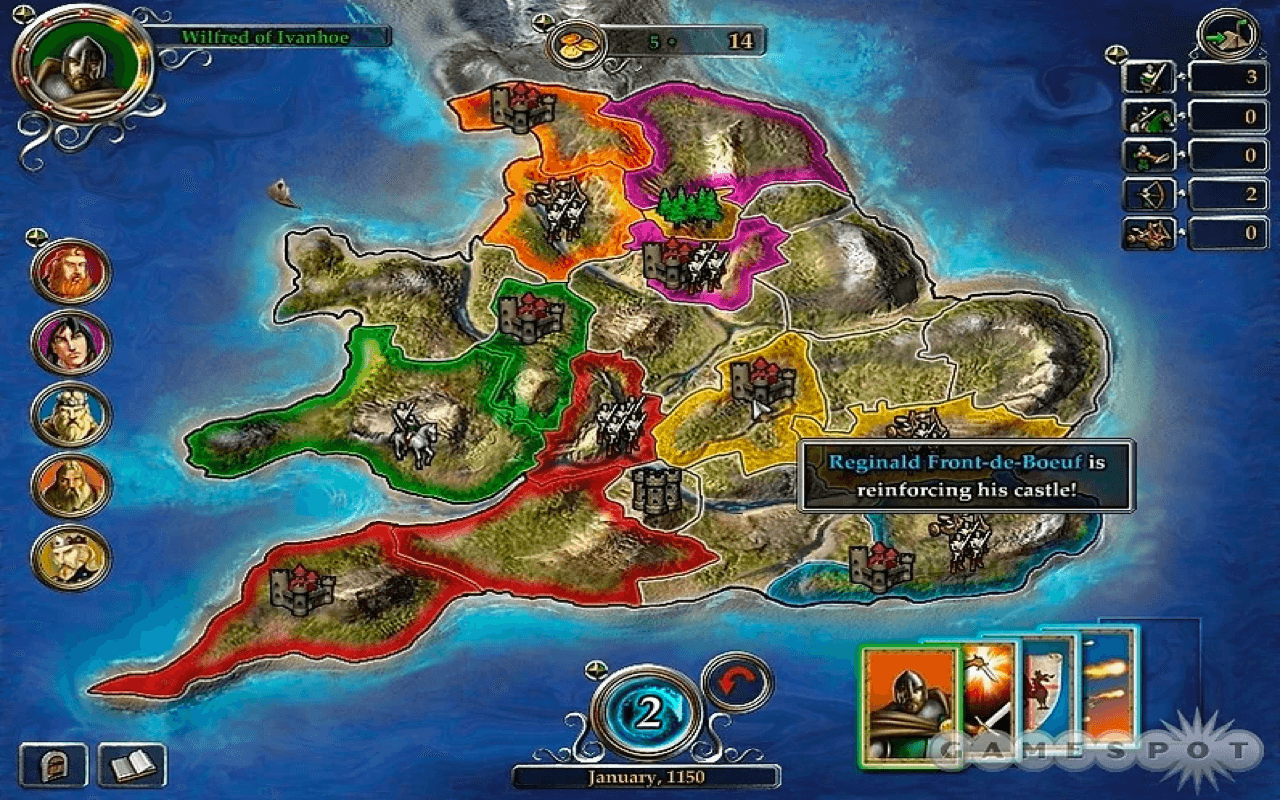 Wilfred of Ivanhoe
5
14
3
0
0
2
0
Reginald Front-de-Boeuf is
reinforcing his castle!
2
January, 1150
GAMESPOT